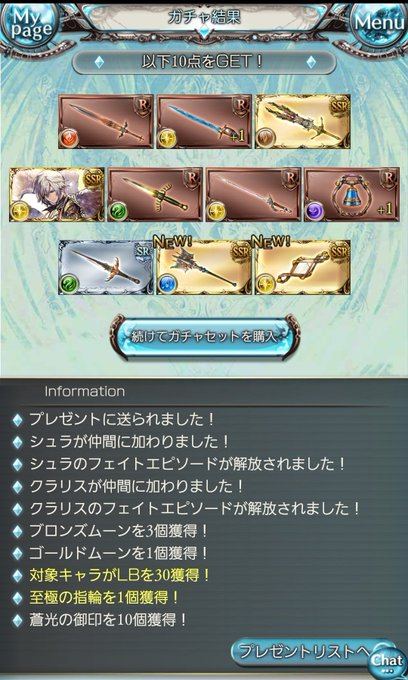 My page
ガチャ結果
Menu
以下10点をGET！
R
R
+1
SSR
SSR
R
R
R
+1
SR
NEW!
SR
NEW!
SSR
続けてガチャセットを購入
Information
プレゼントに送られました！
シュラが仲間に加わりました！
シュラのフェイトエピソードが解放されました！
クラリスが仲間に加わりました！
クラリスのフェイトエピソードが解放されました！
ブロンズムーンを3個獲得！
ゴールドムーンを1個獲得！
対象キャラがLBを30獲得！
至極の指輪を1個獲得！
蒼光の御印を10個獲得！
プレゼントリストへ
Chat